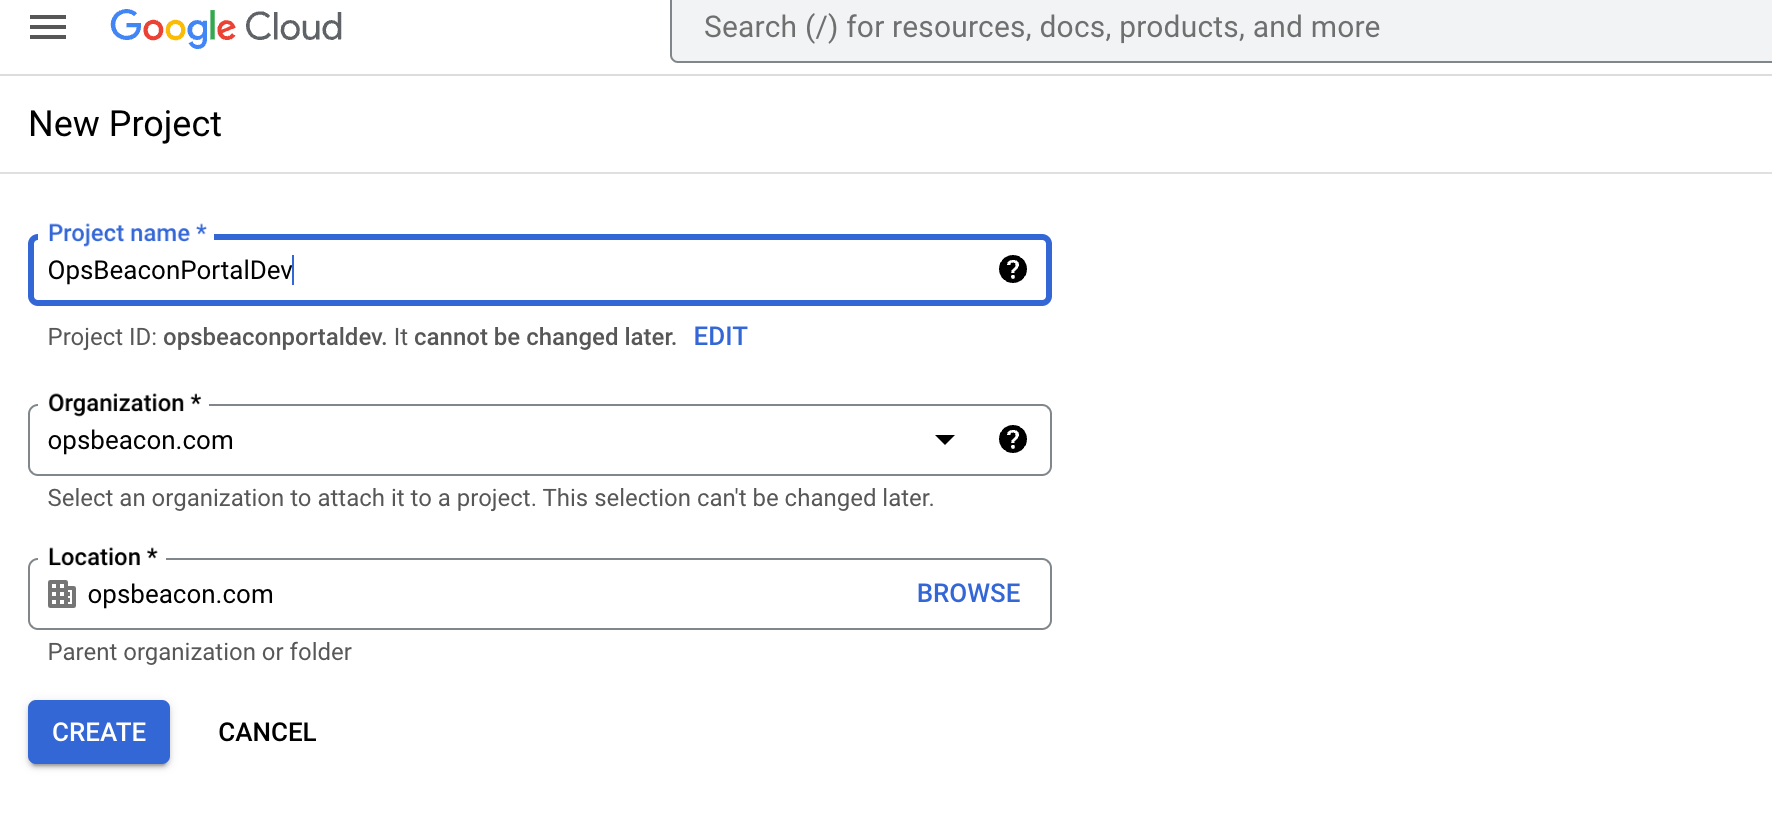 Google Cloud
Search (/) for resources, docs, products, and more
New Project
Project name *
OpsBeaconPortalDev
Project ID: opsbeaconportaldev. It cannot be changed later. EDIT
Organization *
opsbeacon.com
Select an organization to attach it to a project. This selection can't be changed later.
Location *
opsbeacon.com BROWSE
Parent organization or folder
CREATE CANCEL